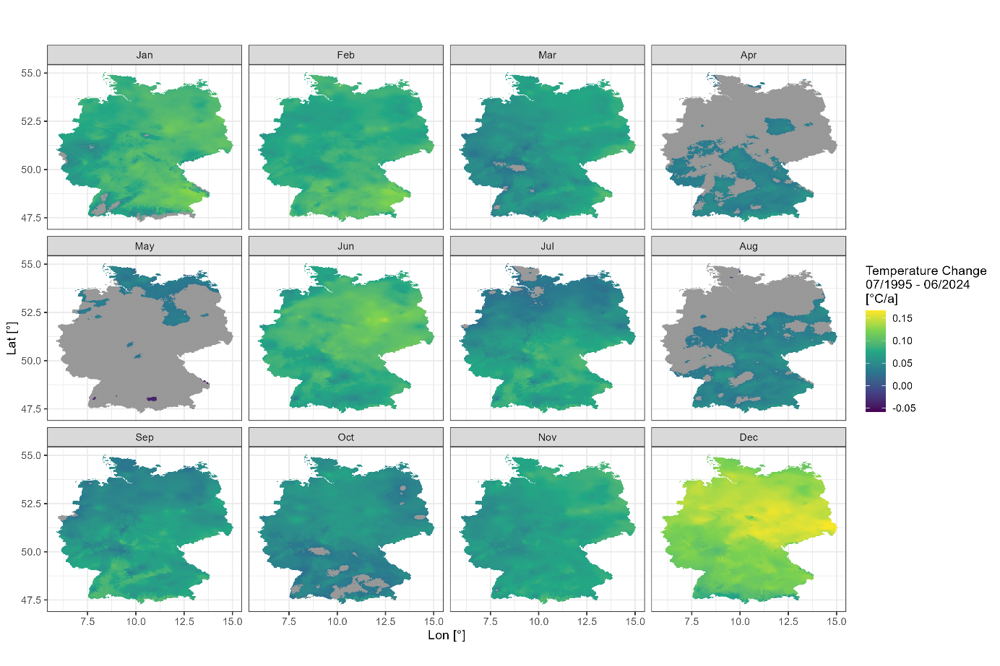 Jan Feb Mar Apr
55.0
52.5
50.0
47.5
May Jun Jul Aug
55.0
52.5
50.0
47.5
Sep Oct Nov Dec
55.0
52.5
50.0
47.5
7.5 10.0 12.5 15.0 7.5 10.0 12.5 15.0 7.5 10.0 12.5 15.0 7.5 10.0 12.5 15.0
Lon [°]
Lat [°]
Temperature Change
07/1995 - 06/2024
[°C/a]
0.15
0.10
0.05
0.00
-0.05